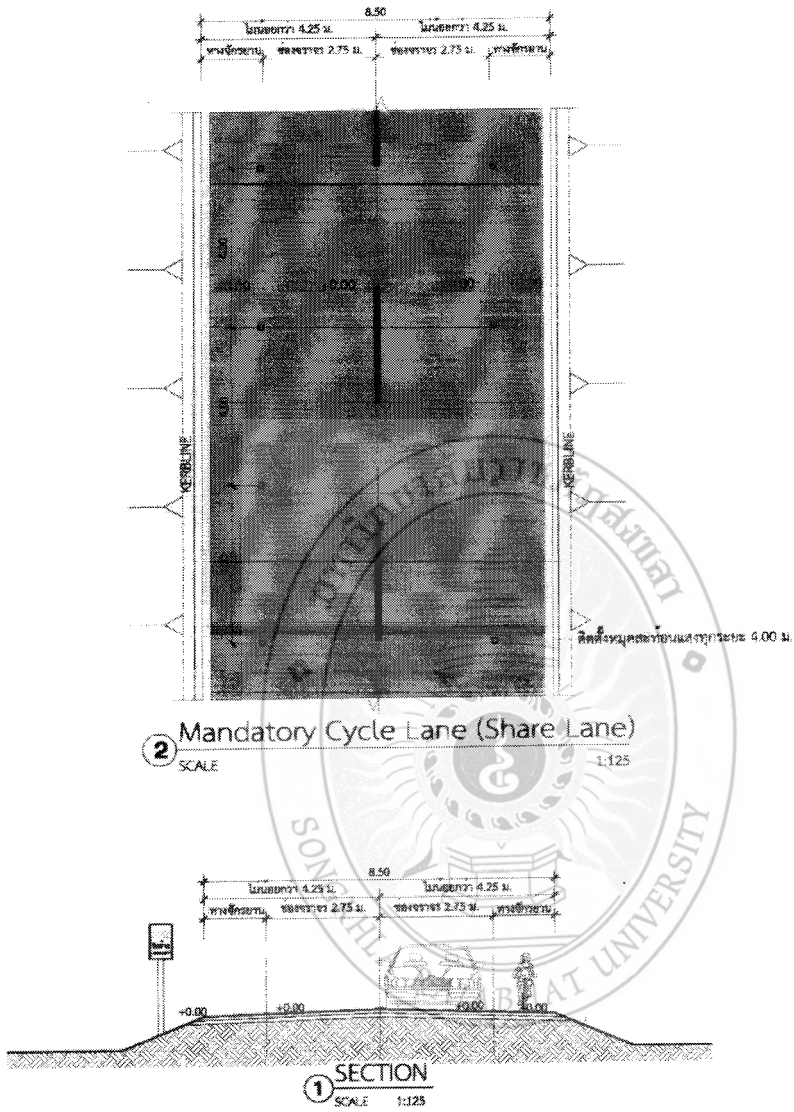 8.50
ไม่น้อยกว่า 4.25 ม. ไม่น้อยกว่า 4.25 ม.
ทางจักรยาน ช่องจราจร 2.75 ม. ช่องจราจร 2.75 ม. ทางจักรยาน
+0.00
KERBLINE KERBLINE
ติดตั้งหมุดสะท้อนแสงทุกระยะ 4.00 ม.
2 Mandatory Cycle Lane (Share Lane)
SCALE 1:125
SONGKHLA RAJABHAT UNIVERSITY
8.50
ไม่น้อยกว่า 4.25 ม. ไม่น้อยกว่า 4.25 ม.
ทางจักรยาน ช่องจราจร 2.75 ม. ช่องจราจร 2.75 ม. ทางจักรยาน
+0.00 +0.00 +0.00 +0.00
1 SECTION
SCALE 1:125